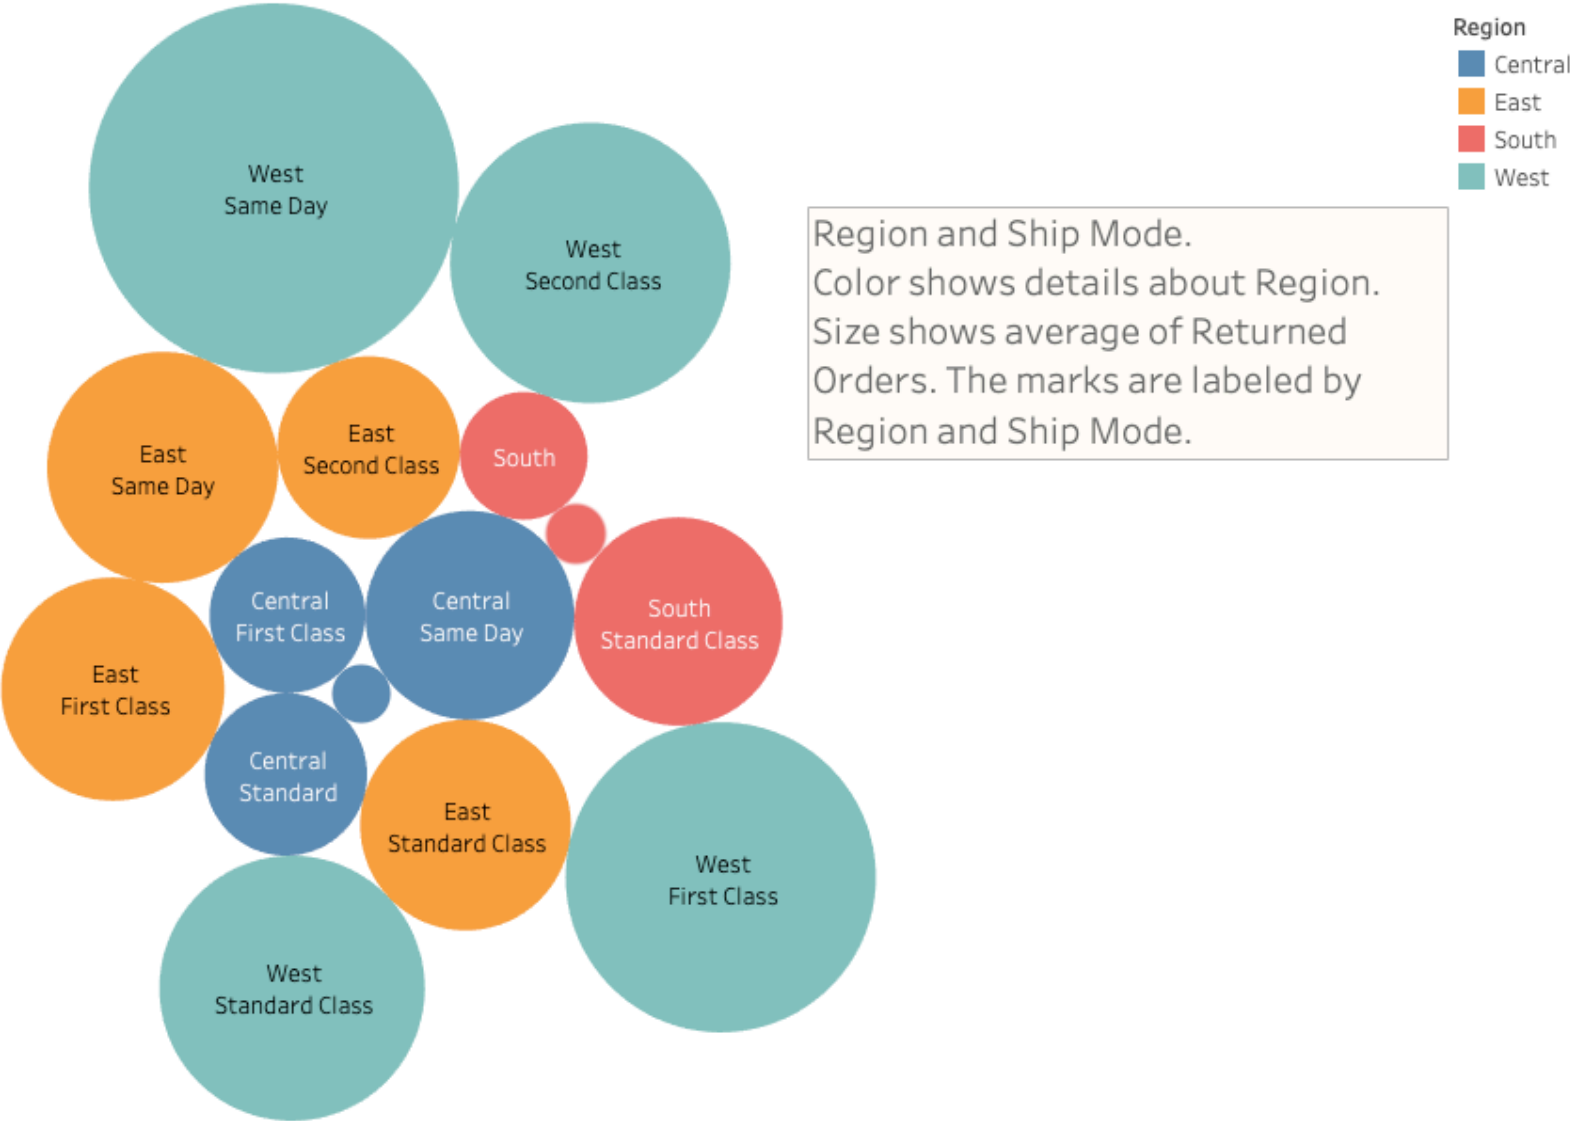 West
Same Day
West
Second Class
East
Same Day
East
Second Class
South
Central
First Class
Central
Same Day
South
Standard Class
East
First Class
Central
Standard
East
Standard Class
West
First Class
West
Standard Class
Region
Central
East
South
West
Region and Ship Mode.
Color shows details about Region.
Size shows average of Returned
Orders. The marks are labeled by
Region and Ship Mode.